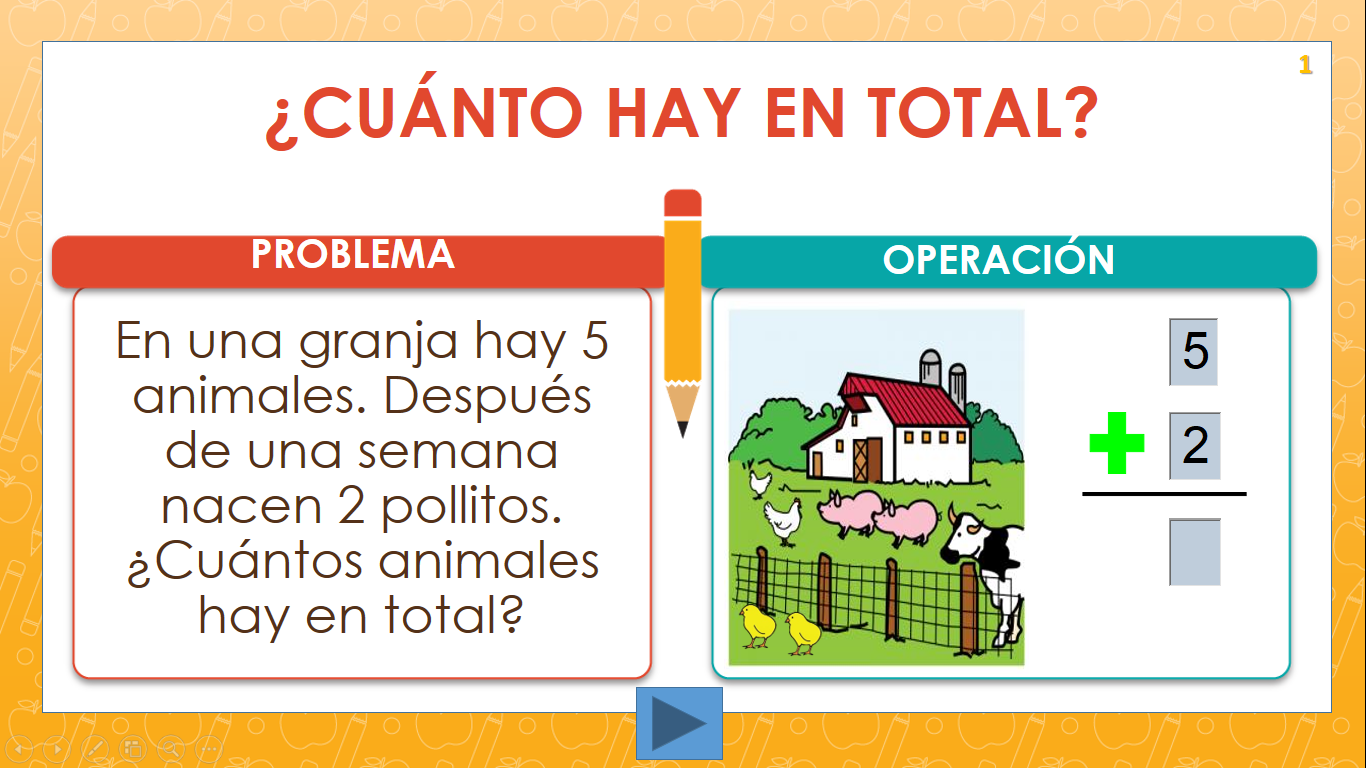 1
¿CUÁNTO HAY EN TOTAL?
PROBLEMA
En una granja hay 5
animales. Después
de una semana
nacen 2 pollitos.
¿Cuántos animales
hay en total?
OPERACIÓN
5
+ 2